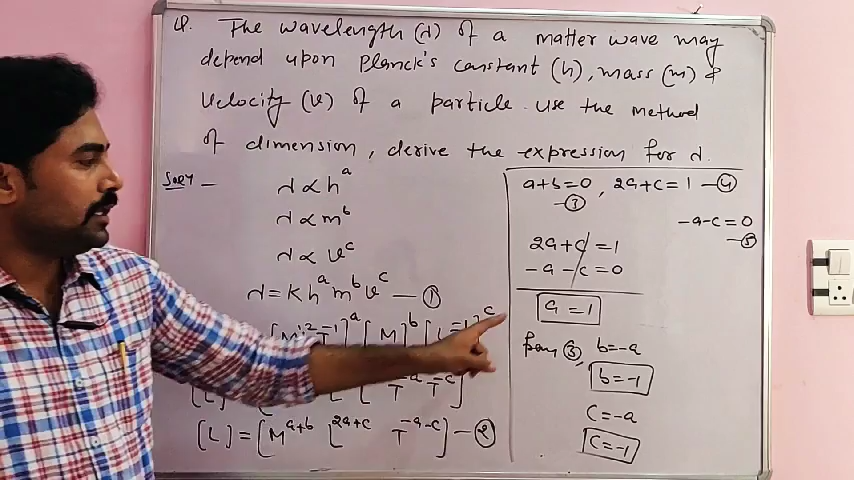 Q. The wavelength (λ) of a matter wave may
depend upon Planck's constant (h), mass (m) &
Velocity (v) of a particle. Use the method
of dimension, derive the expression for λ.
Solⁿ –
λ ∝ h^a
λ ∝ m^b
λ ∝ v^c
λ = K h^a m^b v^c — ①
[M¹L²T⁻¹]^a [M]^b [LT⁻¹]^c
[L] = T^-a T^-c]
[L] = [M^a+b L^2a+c T^-a-c] — ②
a+b=0, 2a+c=1 — ④
— ③
-a-c=0
— ⑤
2a+c=1
-a-c=0
a=1
from ③, b=-a
b=-1
c=-a
c=-1